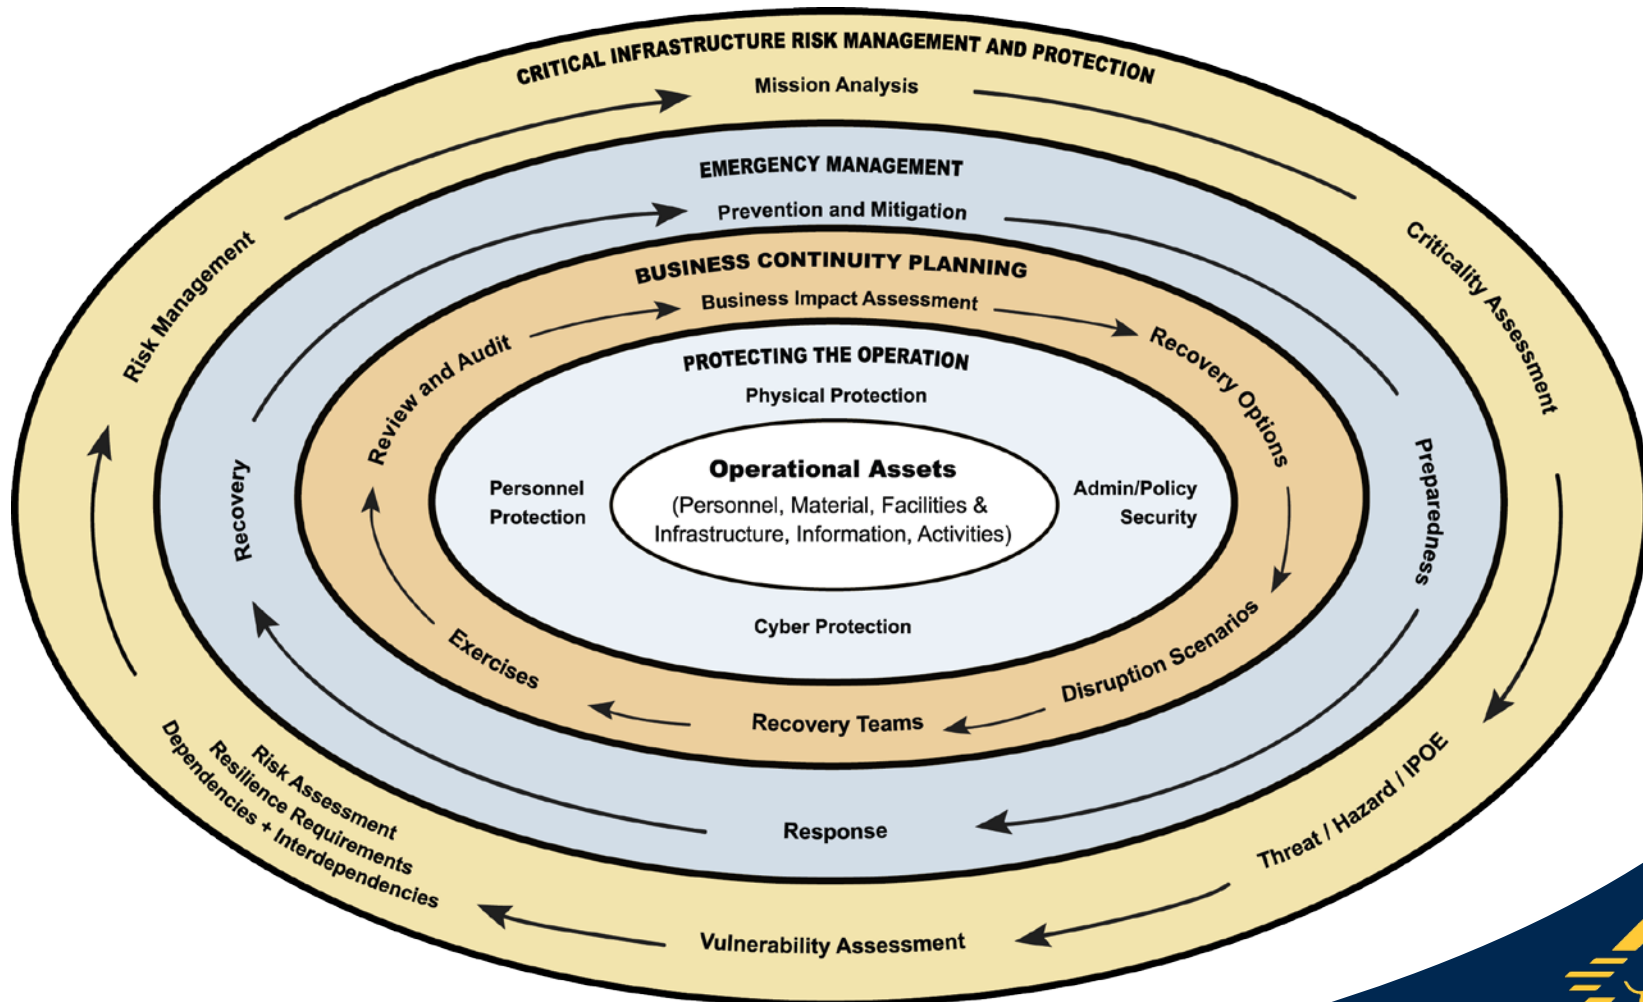 CRITICAL INFRASTRUCTURE RISK MANAGEMENT AND PROTECTION
Mission Analysis
Criticality Assessment
Threat / Hazard / IPOE
Vulnerability Assessment
Risk Assessment
Resilience Requirements
Dependencies + Interdependencies
Risk Management
EMERGENCY MANAGEMENT
Prevention and Mitigation
Preparedness
Response
Recovery
BUSINESS CONTINUITY PLANNING
Business Impact Assessment
Recovery Options
Disruption Scenarios
Recovery Teams
Exercises
Review and Audit
PROTECTING THE OPERATION
Physical Protection
Admin/Policy
Security
Cyber Protection
Personnel
Protection
Operational Assets
(Personnel, Material, Facilities &
Infrastructure, Information, Activities)